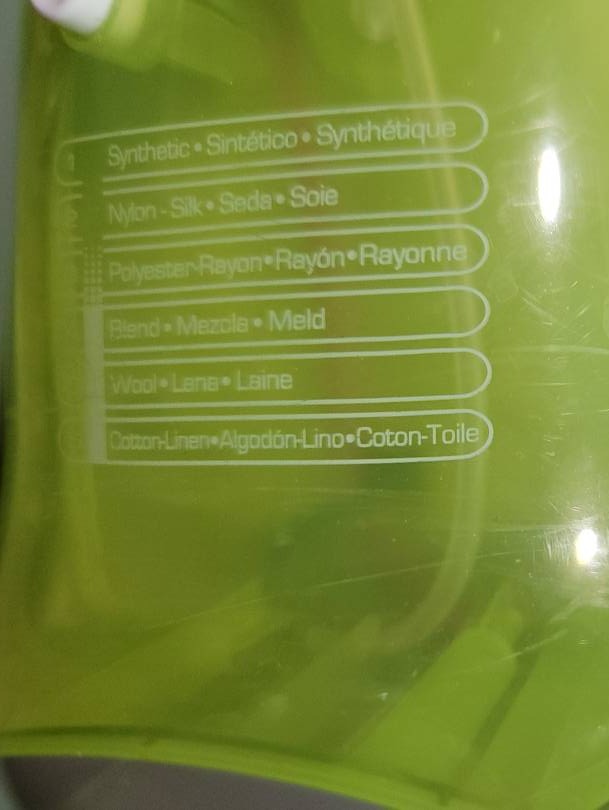 Synthetic • Sintético • Synthétique
Nylon - Silk • Seda • Soie
Polyester-Rayon•Rayón•Rayonne
Blend • Mezcla • Meld
Wool • Lana • Laine
Cotton-Linen•Algodón-Lino•Coton-Toile